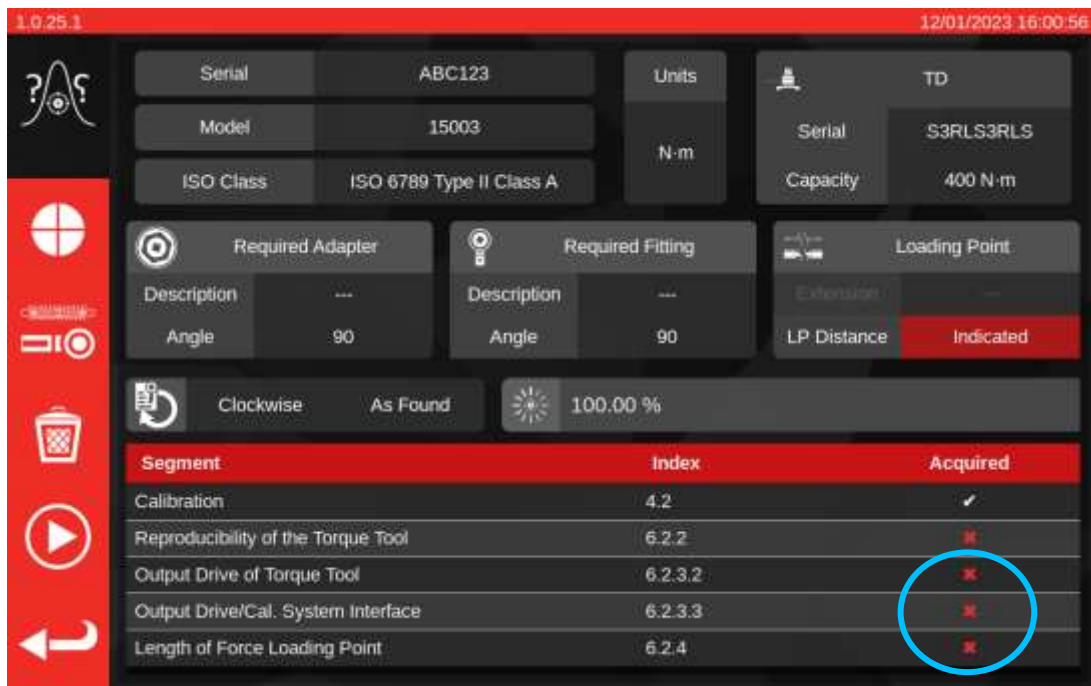 1.0.25.1 12/01/2023 16:00:56
Serial ABC123 Units TD
Model 15003 N·m Serial S3RLS3RLS
ISO Class ISO 6789 Type II Class A Capacity 400 N·m
Required Adapter Required Fitting Loading Point
Description --- Description --- Extension ---
Angle 90 Angle 90 LP Distance Indicated
Clockwise As Found 100.00 %
Segment Index Acquired
Calibration 4.2 ✔
Reproducibility of the Torque Tool 6.2.2 ✖
Output Drive of Torque Tool 6.2.3.2 ✖
Output Drive/Cal. System Interface 6.2.3.3 ✖
Length of Force Loading Point 6.2.4 ✖